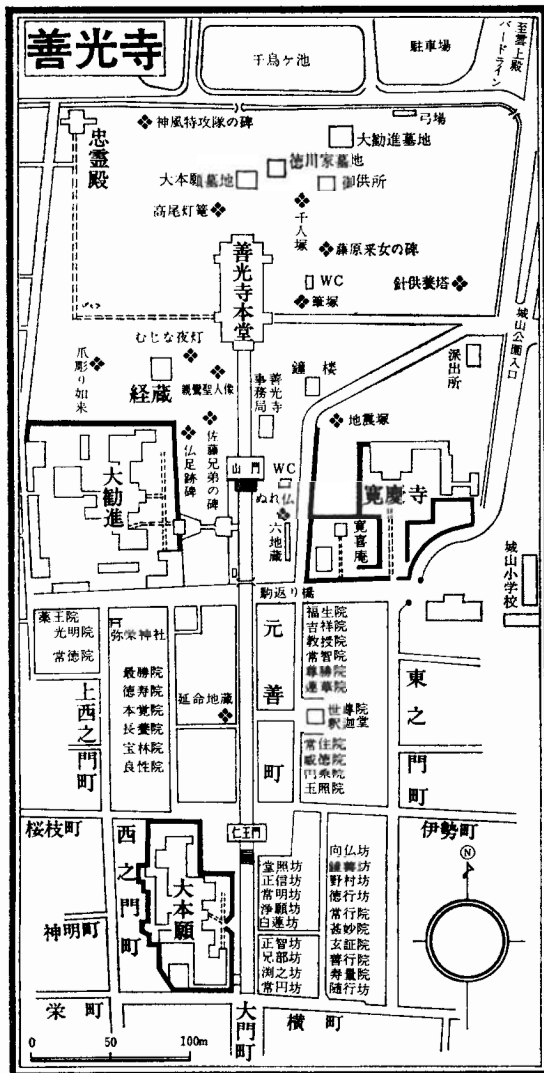 善光寺
千鳥ヶ池
駐車場
至雲上殿
バードライン
忠霊殿
神風特攻隊の碑
弓場
大勧進墓地
徳川家墓地
大本願墓地
御供所
高尾灯篭
千人塚
藤原采女の碑
善光寺本堂
WC
針供養塔
筆塚
城山公園入口
むじな夜灯
爪彫り如来
経蔵
親鸞聖人像
善光寺
事務局
鐘楼
派出所
地震塚
佐藤兄弟の碑
仏足跡碑
大勧進
山門
WC
ぬれ仏
六地蔵
寛慶寺
寛喜庵
城山小学校
駒返り橋
薬王院
光明院
常徳院
弥栄神社
最勝院
徳寿院
本覚院
長養院
宝林院
良性院
上西之門町
延命地蔵
元善町
福生院
吉祥院
教授院
常智院
尊勝院
蓮華院
世尊院
釈迦堂
常住院
威徳院
円乗院
玉照院
東之門町
桜枝町
西之門町
仁王門
伊勢町
大本願
神明町
堂照坊
正信坊
常明坊
浄願坊
白蓮坊
正智坊
兄部坊
渕之坊
常円坊
向仏坊
鏡善坊
野村坊
徳行坊
常行院
甚妙院
玄証院
善行院
寿量院
随行坊
N
栄町
大門町
横町
0
50
100m